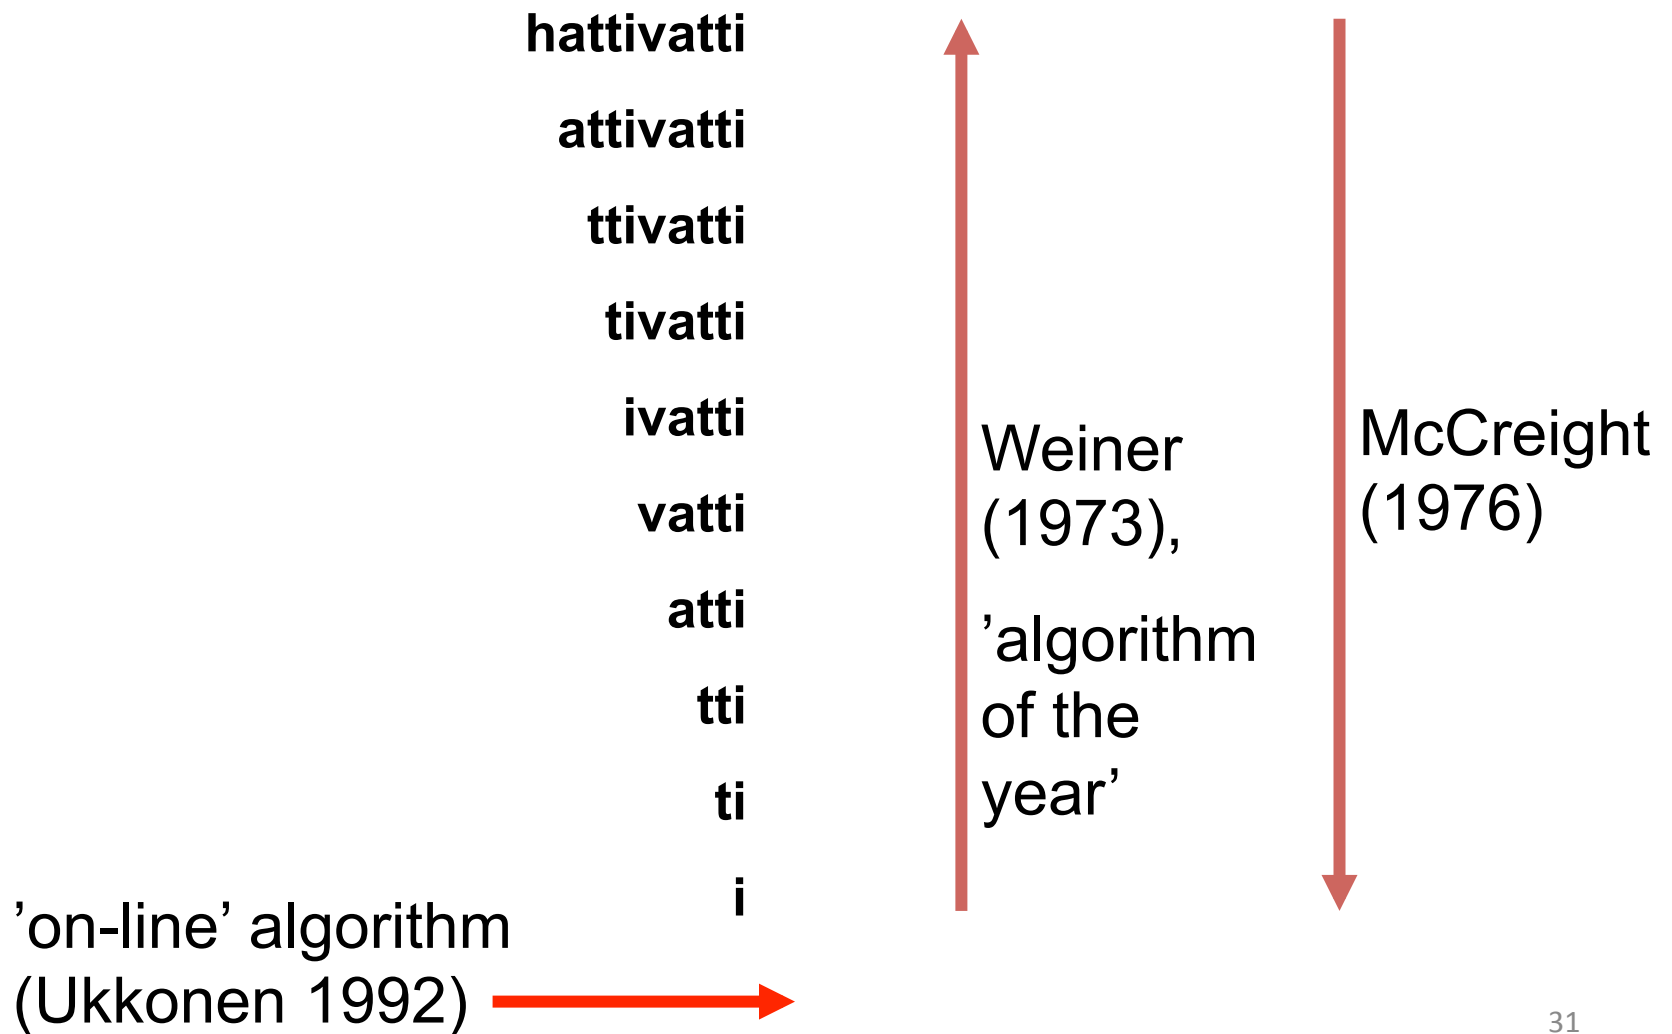 hattivatti
attivatti
ttivatti
tivatti
ivatti
vatti
atti
tti
ti
i
Weiner
(1973),
’algorithm
of the
year’
McCreight
(1976)
’on-line’ algorithm
(Ukkonen 1992)
31